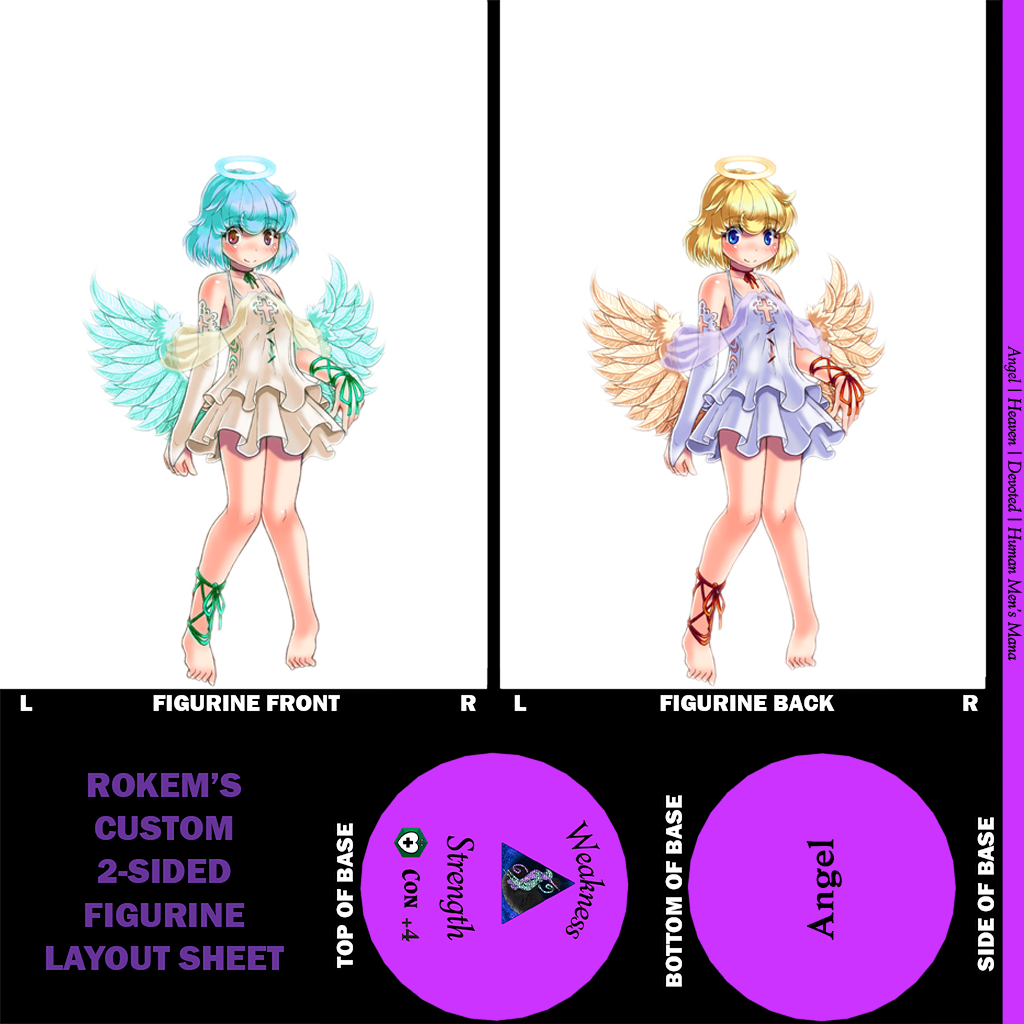 L FIGURINE FRONT R
L FIGURINE BACK R
ROKEM'S
CUSTOM
2-SIDED
FIGURINE
LAYOUT SHEET
TOP OF BASE
Weakness
Strength
CON +4
BOTTOM OF BASE
Angel
SIDE OF BASE
Angel | Heaven | Devoted | Human Men's Mana